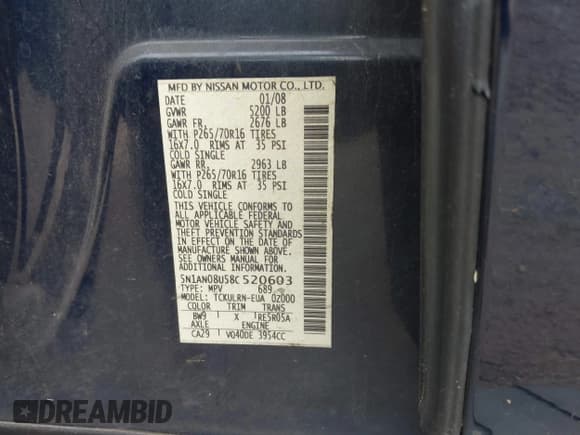 MFD BY NISSAN MOTOR CO., LTD.
DATE 01/08
GVWR 5200 LB
GAWR FR, 2676 LB
WITH P265/70R16 TIRES
16X7.0 RIMS AT 35 PSI
COLD SINGLE
GAWR RR, 2963 LB
WITH P265/70R16 TIRES
16X7.0 RIMS AT 35 PSI
COLD SINGLE
THIS VEHICLE CONFORMS TO
ALL APPLICABLE FEDERAL
MOTOR VEHICLE SAFETY AND
THEFT PREVENTION STANDARDS
IN EFFECT ON THE DATE OF
MANUFACTURE SHOWN ABOVE.
SEE OWNERS MANUAL FOR
ADDITIONAL INFORMATION.
5N1AN08U58C520603
TYPE: MPV 689
MODEL: TCXULRN-EUA 02000
COLOR TRIM TRANS
BW9 X RE5R05A
AXLE ENGINE
CA29 VQ40DE 3954CC
DREAMBID